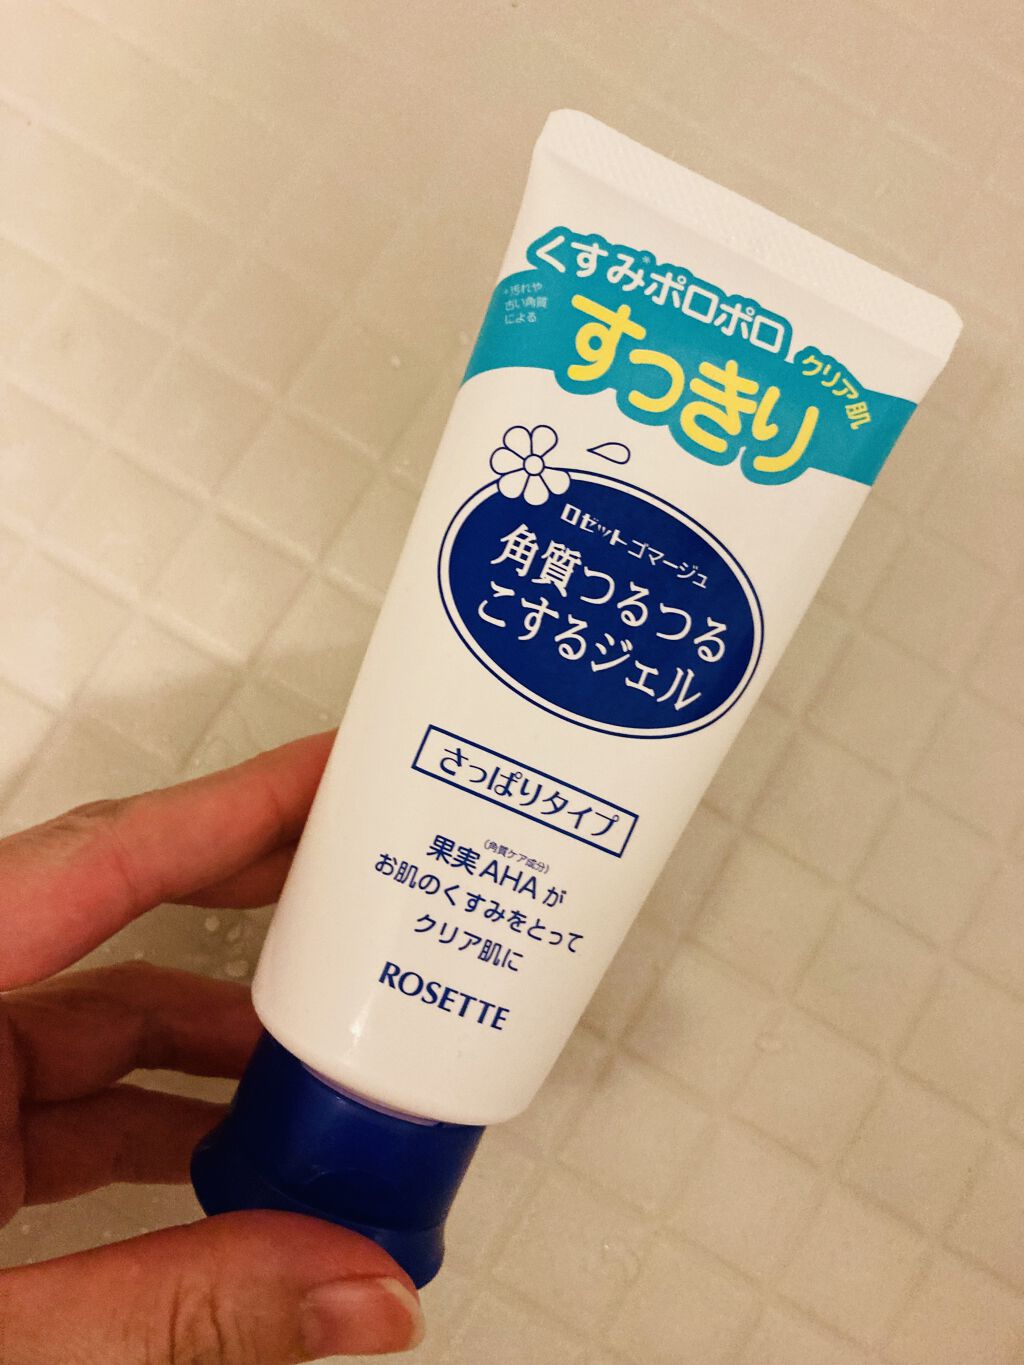 くすみ*ポロポロ
*汚れや
古い角質
による
すっきり
クリア肌
ロゼットゴマージュ
角質つるつる
こするジェル
さっぱりタイプ
(角質ケア成分)
果実AHAが
お肌のくすみをとって
クリア肌に
ROSETTE